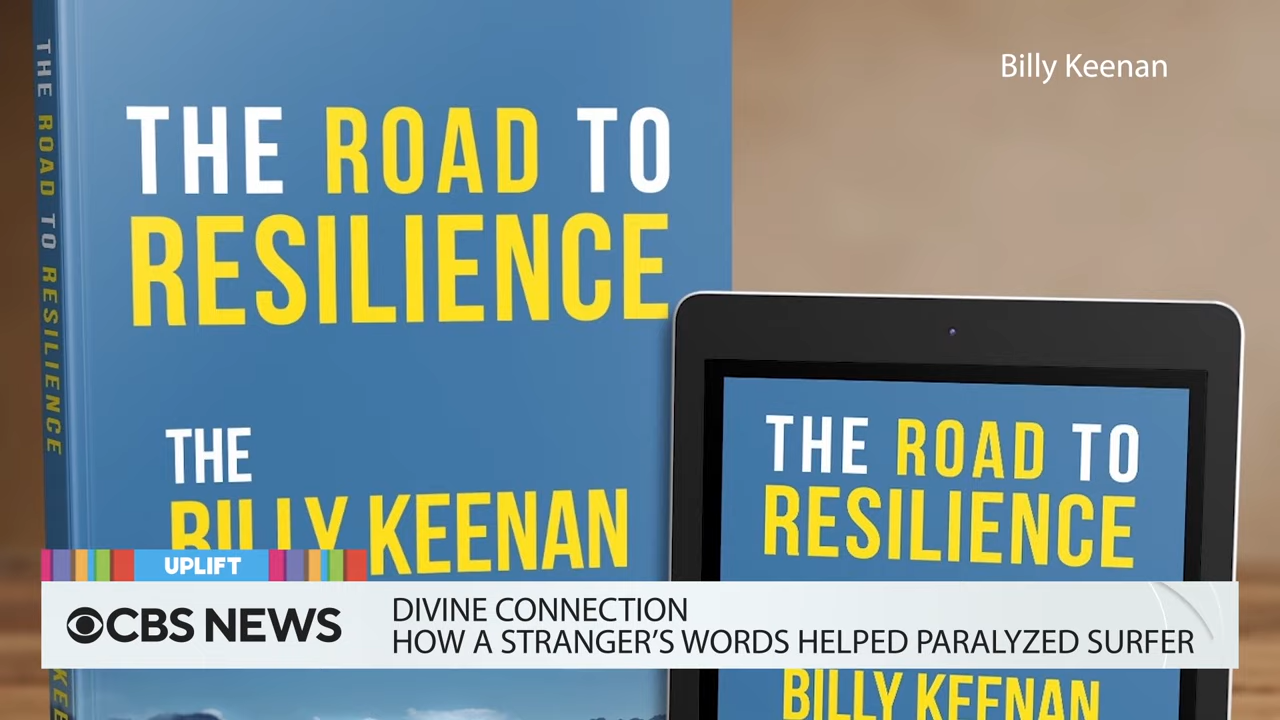 Billy Keenan
THE ROAD TO RESILIENCE
THE ROAD TO
RESILIENCE
THE
BILLY KEENAN
THE ROAD TO
RESILIENCE
BILLY KEENAN
UPLIFT
CBS NEWS
DIVINE CONNECTION
HOW A STRANGER’S WORDS HELPED PARALYZED SURFER